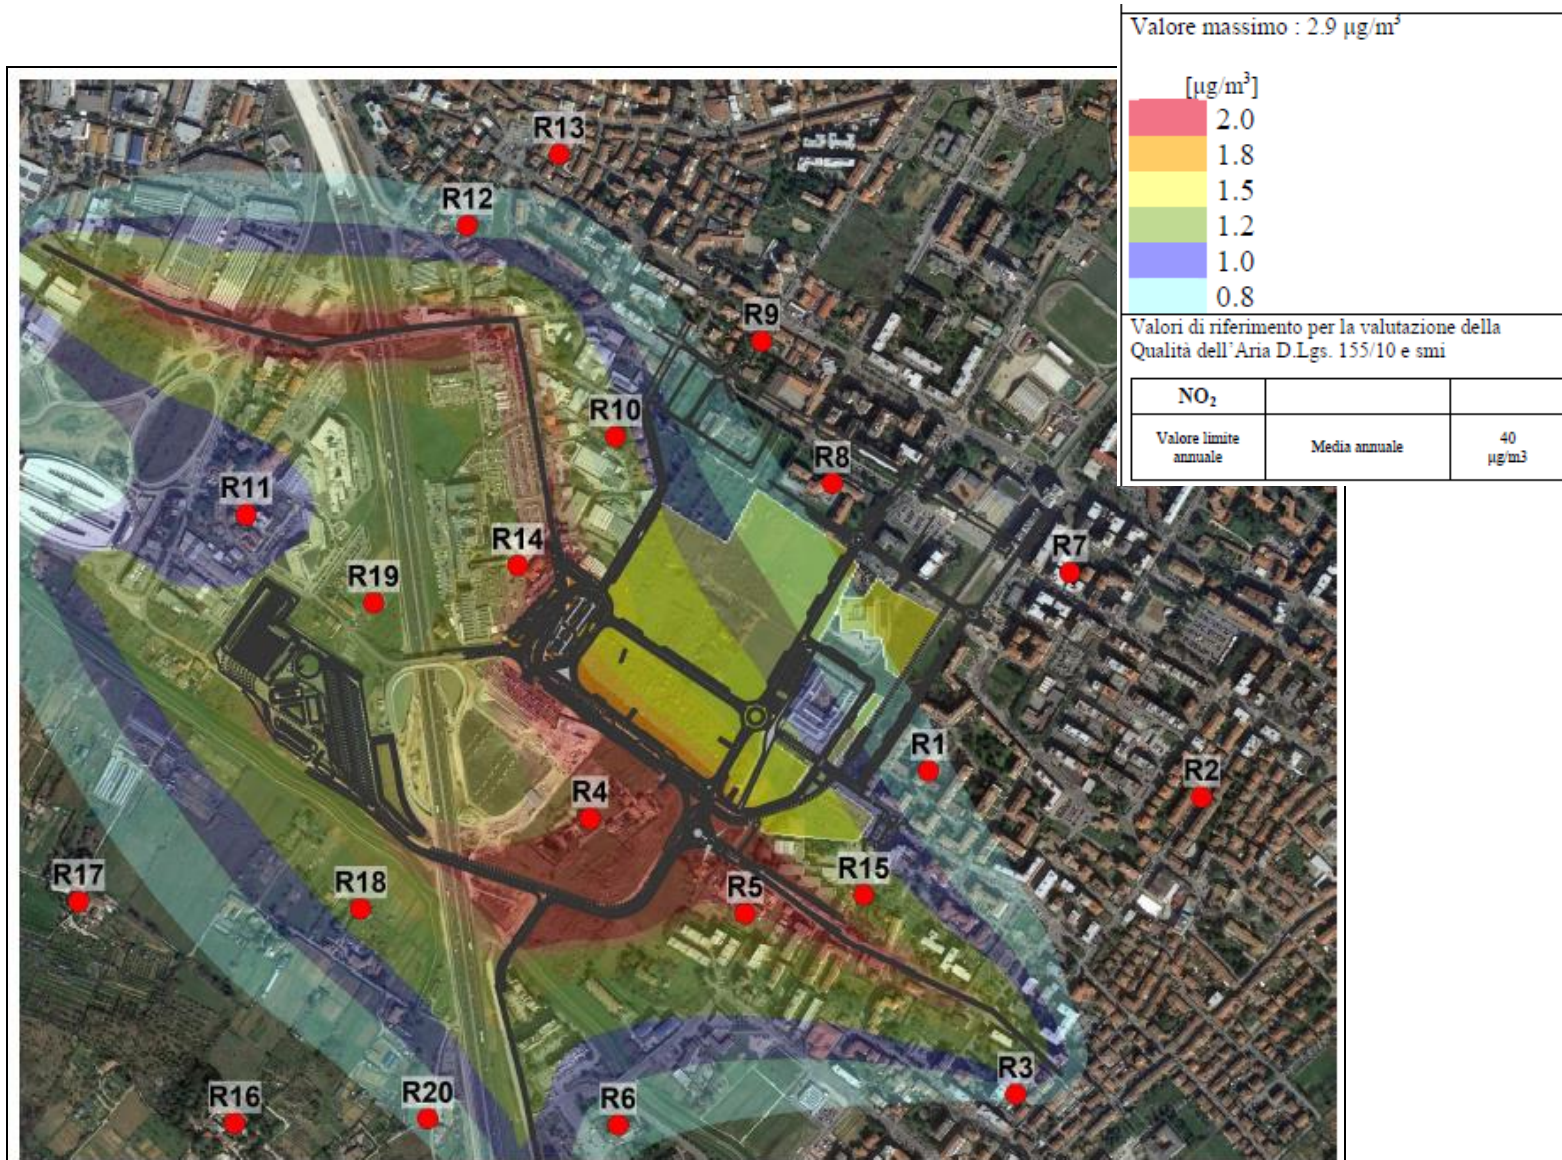 Valore massimo : 2.9 µg/m³
[µg/m³]
2.0
1.8
1.5
1.2
1.0
0.8
Valori di riferimento per la valutazione della
Qualità dell'Aria D.Lgs. 155/10 e smi
NO₂
Valore limite
annuale
Media annuale
40
µg/m3
R13
R12
R9
R10
R8
R11
R14
R7
R19
R1
R2
R4
R15
R17
R18
R5
R3
R16
R20
R6